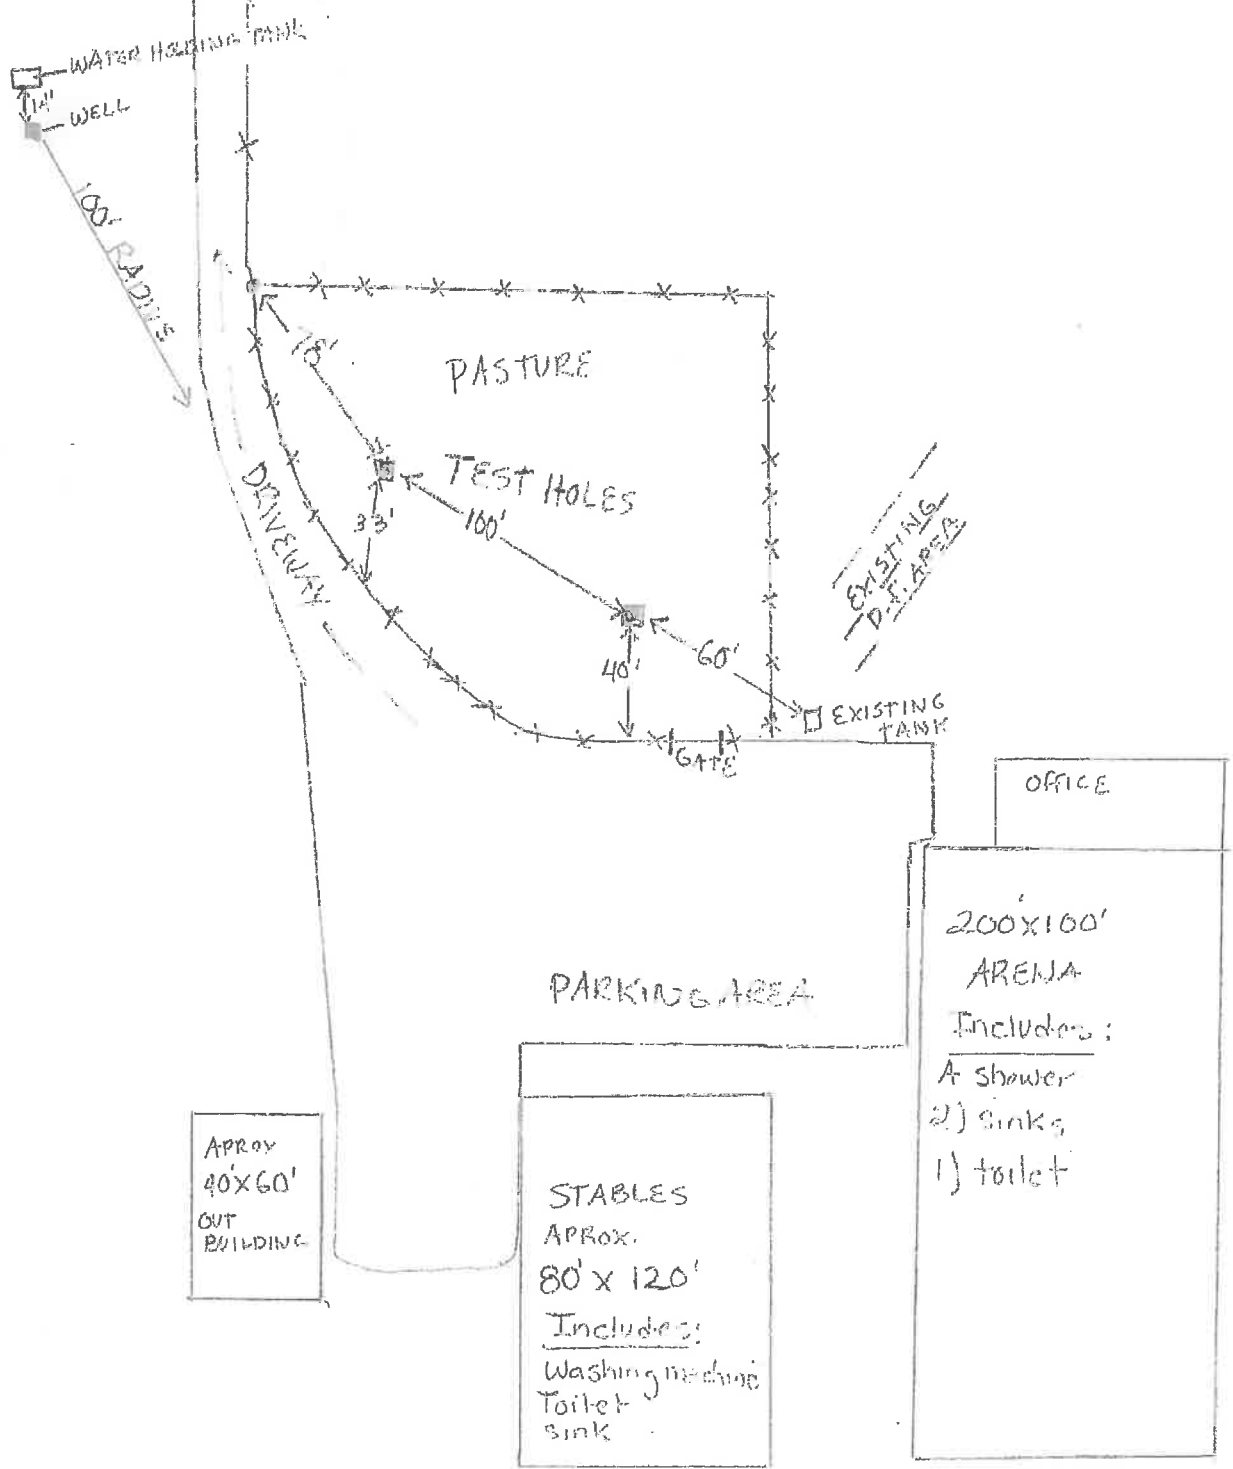 WATER HOLDING TANK
14'
WELL
100' RADIUS
78'
PASTURE
TEST HOLES
33'
100'
DRIVEWAY
EXISTING
D.F. AREA
40'
60'
EXISTING
TANK
GATE
OFFICE
200'X100'
ARENA
Includes:
A shower
2) sinks
1) toilet
PARKING AREA
APROX
40'X60'
OUT
BUILDING
STABLES
APROX.
80' X 120'
Includes:
Washing machine
Toilet
sink